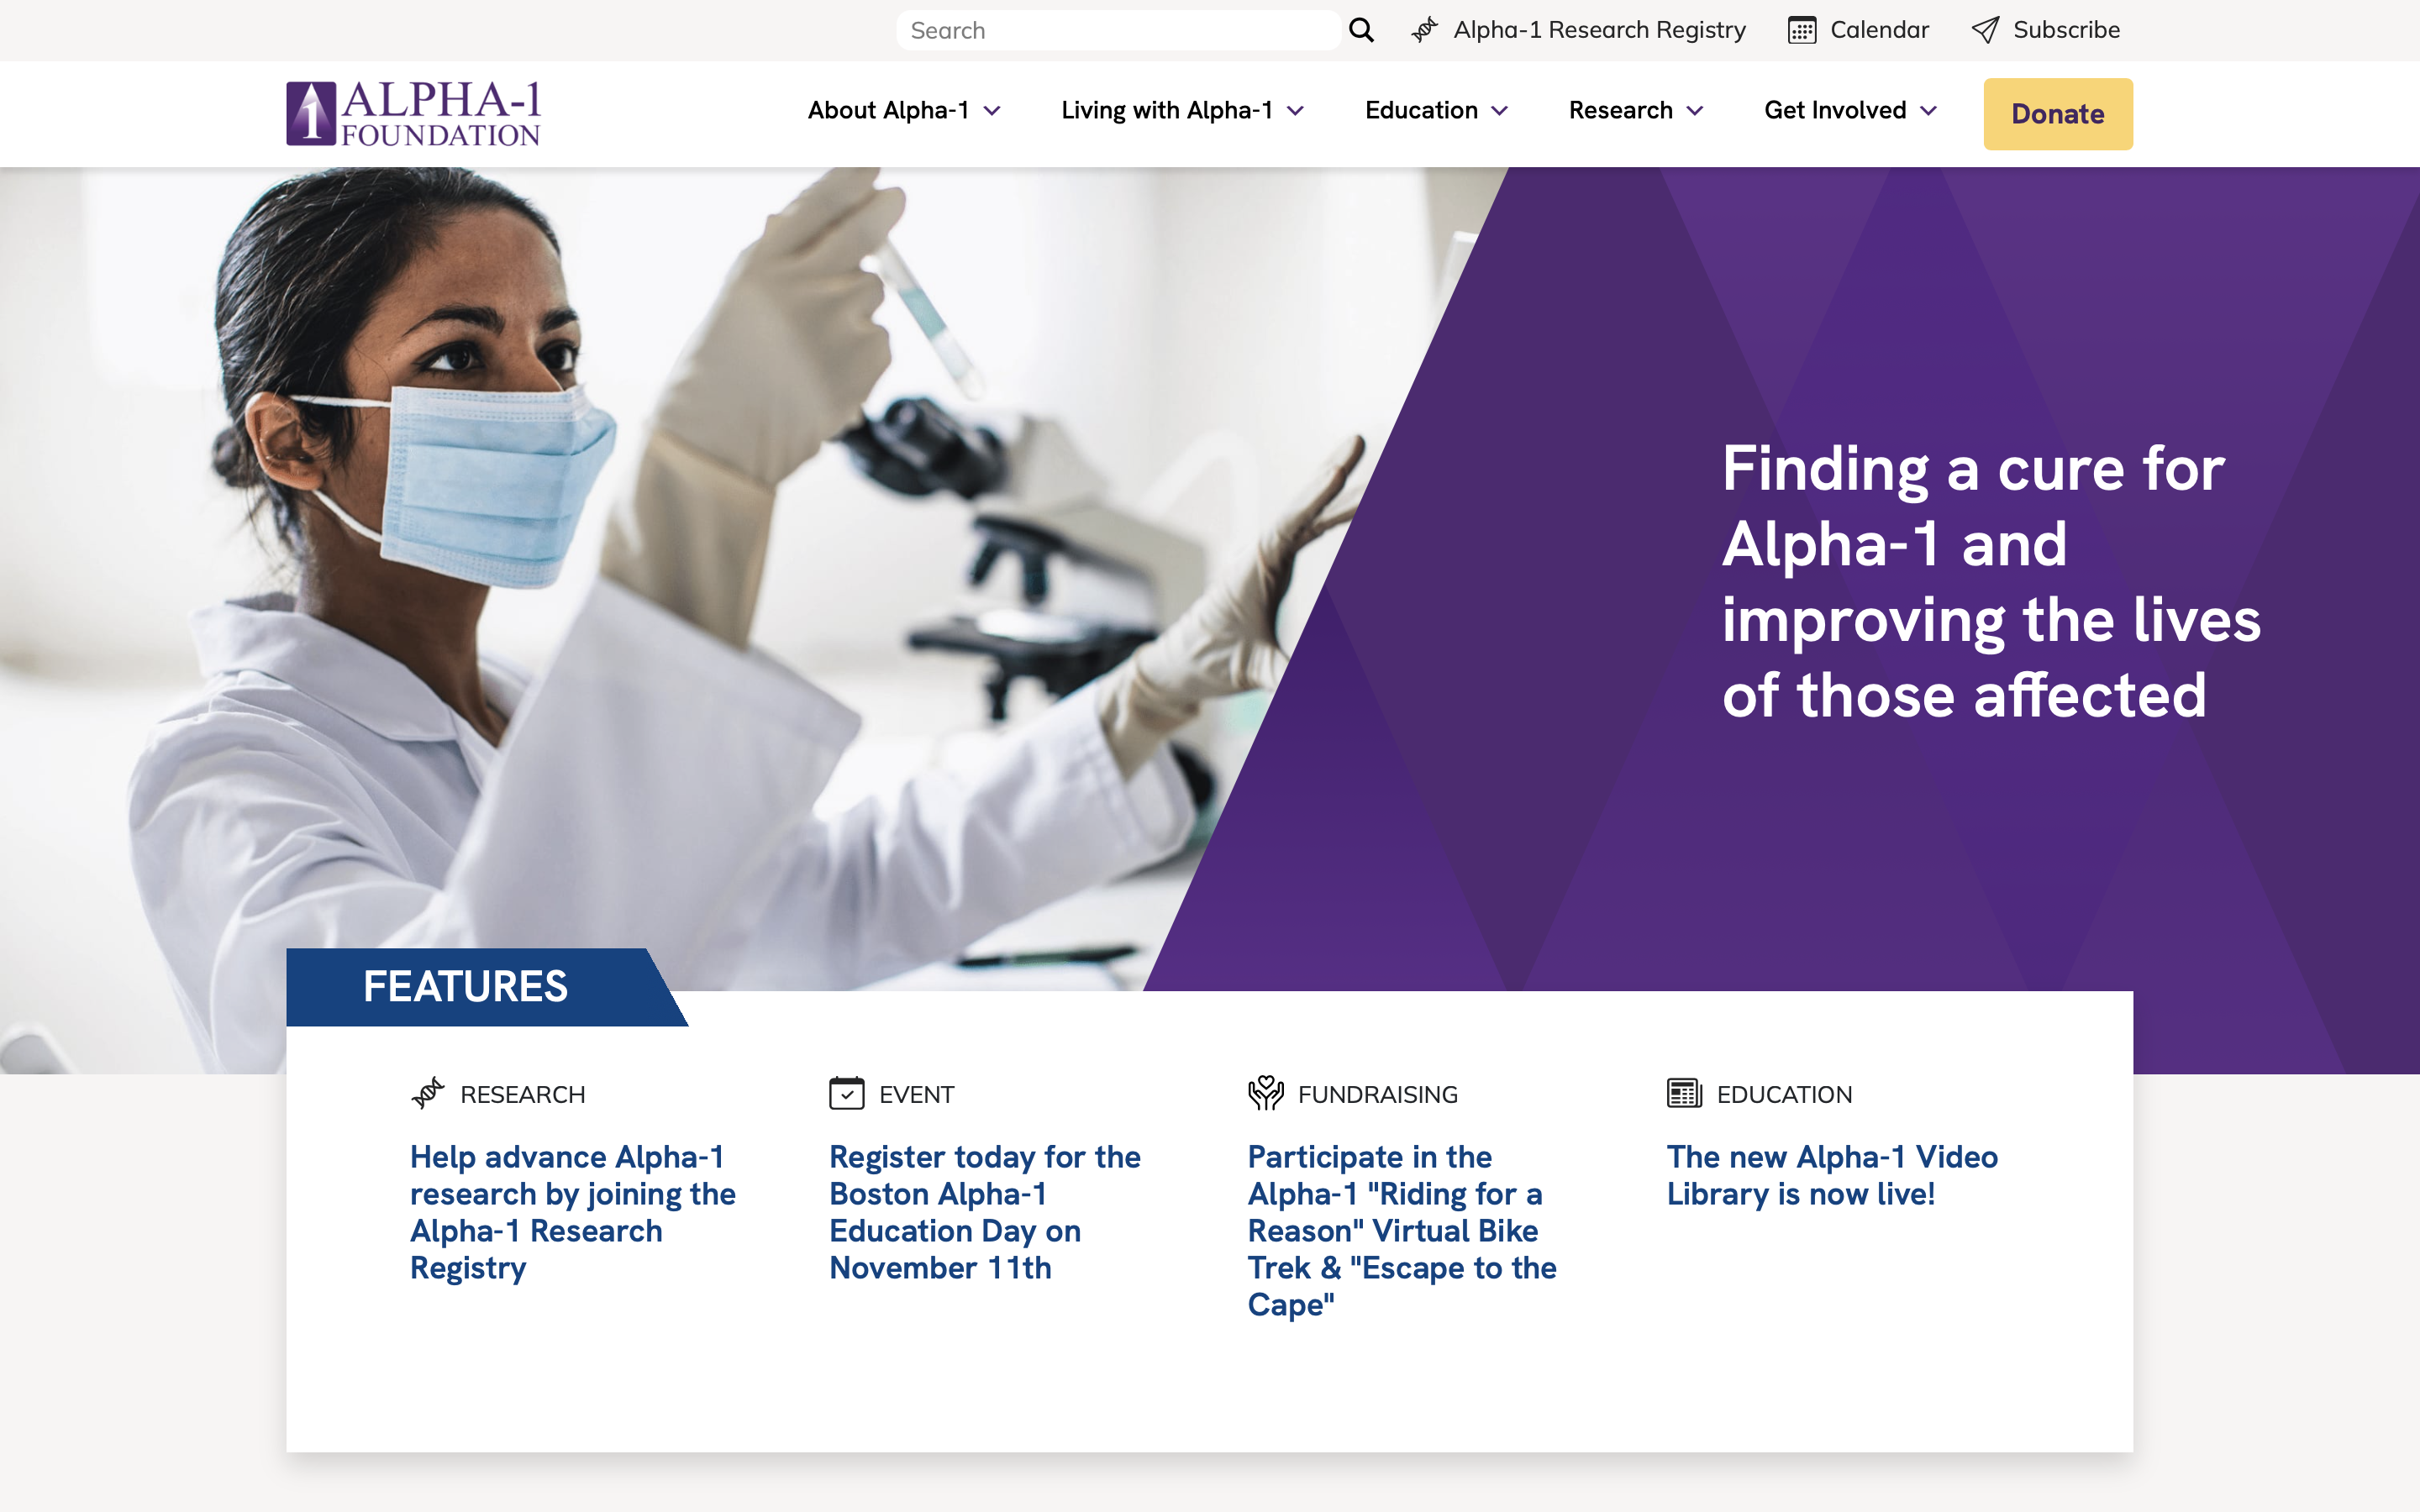 Search
Alpha-1 Research Registry
Calendar
Subscribe
1 ALPHA-1
FOUNDATION
About Alpha-1
Living with Alpha-1
Education
Research
Get Involved
Donate
Finding a cure for
Alpha-1 and
improving the lives
of those affected
FEATURES
RESEARCH
Help advance Alpha-1
research by joining the
Alpha-1 Research
Registry
EVENT
Register today for the
Boston Alpha-1
Education Day on
November 11th
FUNDRAISING
Participate in the
Alpha-1 "Riding for a
Reason" Virtual Bike
Trek & "Escape to the
Cape"
EDUCATION
The new Alpha-1 Video
Library is now live!